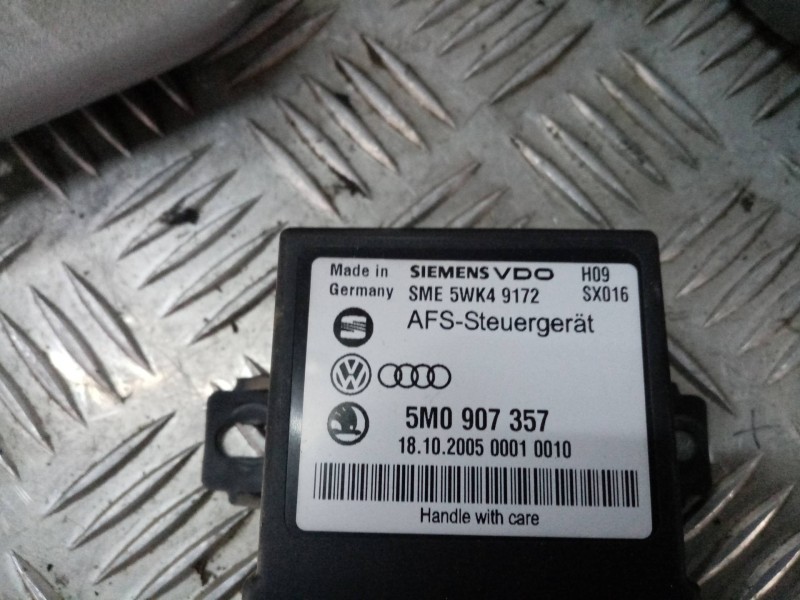 Made in SIEMENS VDO H09
Germany SME 5WK4 9172 SX016
AFS-Steuergerät
5M0 907 357
18.10.2005 0001 0010
Handle with care